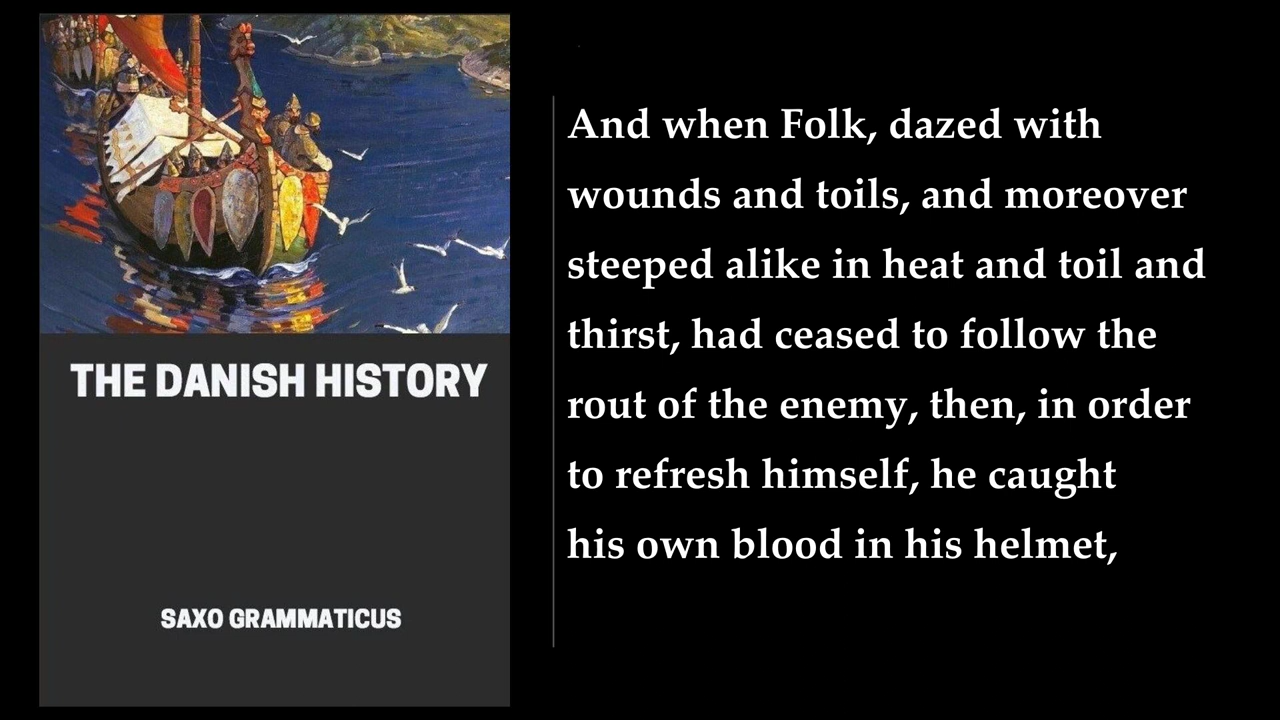 THE DANISH HISTORY
SAXO GRAMMATICUS
And when Folk, dazed with
wounds and toils, and moreover
steeped alike in heat and toil and
thirst, had ceased to follow the
rout of the enemy, then, in order
to refresh himself, he caught
his own blood in his helmet,